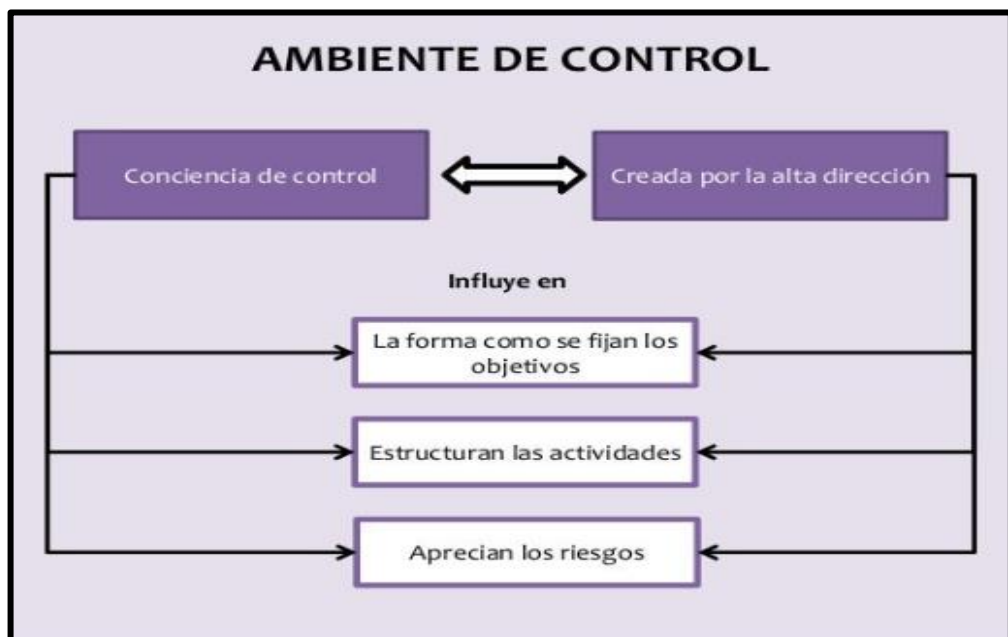 AMBIENTE DE CONTROL
Conciencia de control
Creada por la alta dirección
Influye en
La forma como se fijan los
objetivos
Estructuran las actividades
Aprecian los riesgos